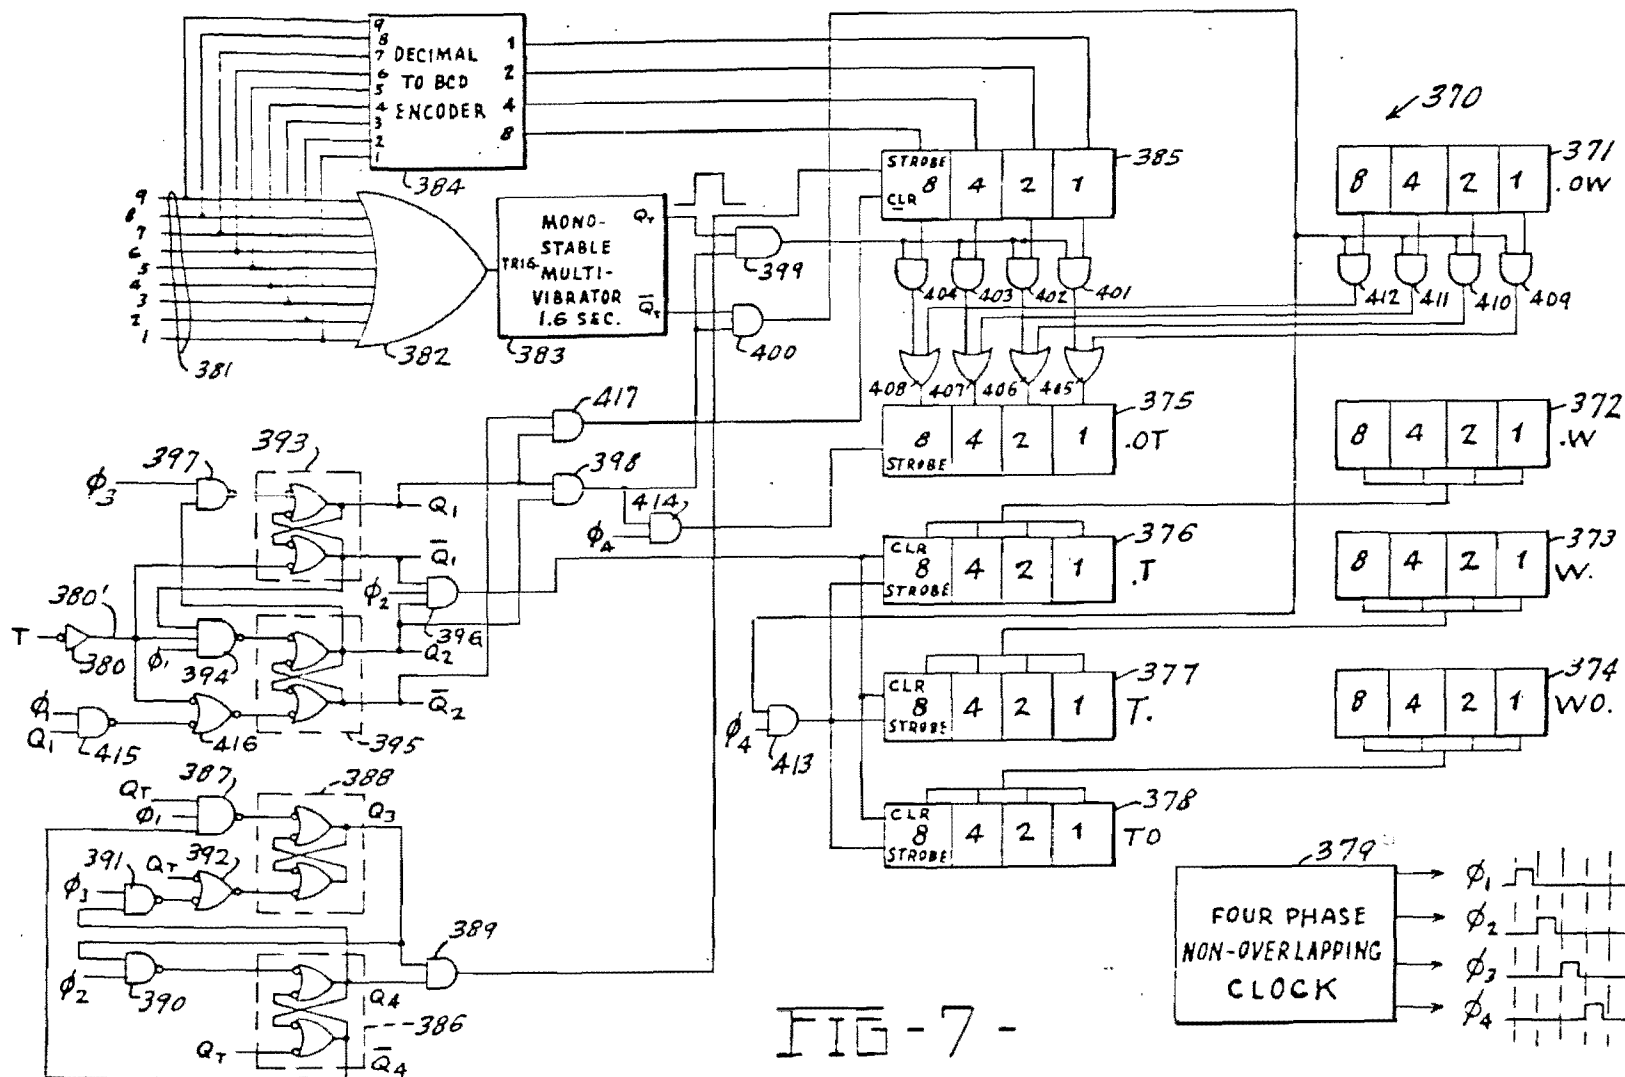 9
8
7
6
5
4
3
2
1
DECIMAL
TO BCD
ENCODER
1
2
4
8
384
9
8
7
6
5
4
3
2
1
381
382
TRIG
MONO-
STABLE
MULTI-
VIBRATOR
1.6 SEC.
Q_T
Q̅_T
383
399
400
STROBE
CLR
8 4 2 1
385
404 403 402 401
408 407 406 405
370
8 4 2 1
371
.OW
412 411 410 409
8 4 2 1
STROBE
375
.OT
8 4 2 1
372
.W
CLR
8 4 2 1
STROBE
376
.T
8 4 2 1
373
W.
CLR
8 4 2 1
STROBE
377
T.
8 4 2 1
374
WO.
CLR
8 4 2 1
STROBE
378
TO
417
398
414
ϕ4
397
393
ϕ3
Q1
Q̅1
ϕ2
396
T
380'
380
ϕ1
394
Q2
Q̅2
ϕ1
Q1
415
416
395
ϕ4
413
387
388
Q_T
ϕ1
Q3
391
392
Q_T
ϕ3
389
ϕ2
390
Q4
386
Q_T
Q̅4
379
FOUR PHASE
NON-OVERLAPPING
CLOCK
ϕ1
ϕ2
ϕ3
ϕ4
FIG-7-